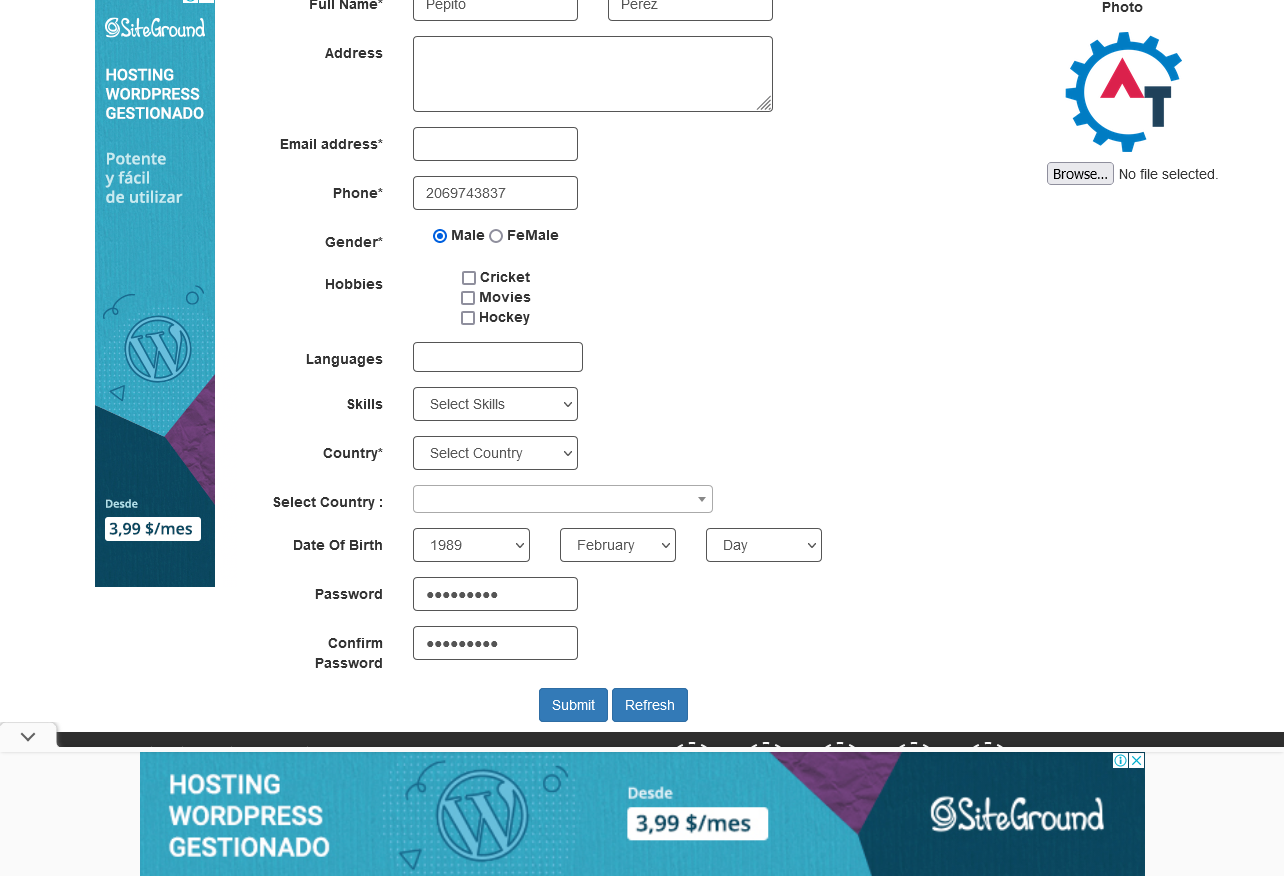 Full Name* Pepito Perez
Photo
SiteGround
HOSTING
WORDPRESS
GESTIONADO
Potente
y fácil
de utilizar
Desde
3,99 $/mes
Address
Email address*
Phone* 2069743837
Gender* Male FeMale
Hobbies Cricket
Movies
Hockey
Languages
Skills Select Skills
Country* Select Country
Select Country :
Date Of Birth 1989 February Day
Password •••••••••
Confirm
Password •••••••••
Submit Refresh
AT
Browse... No file selected.
HOSTING
WORDPRESS
GESTIONADO
Desde
3,99 $/mes
SiteGround